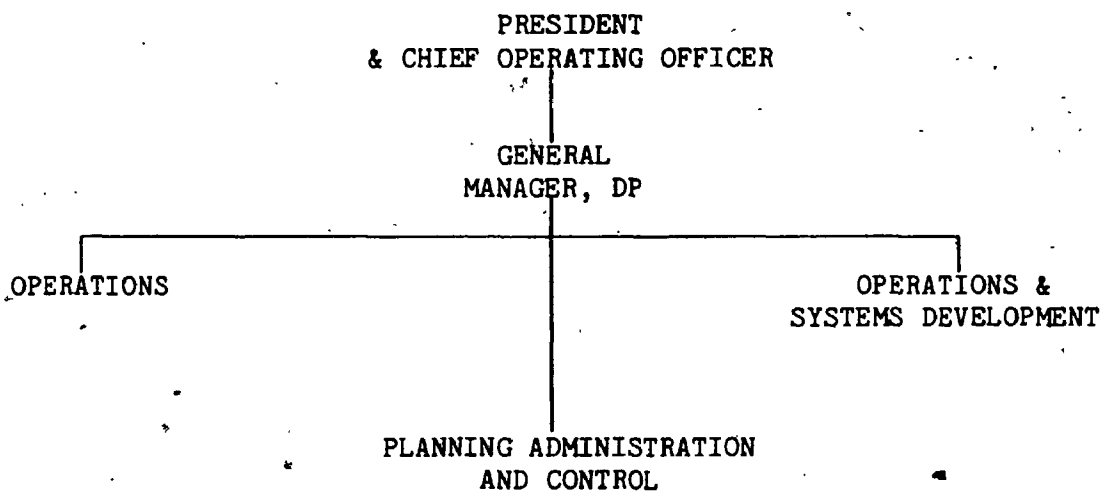 PRESIDENT
& CHIEF OPERATING OFFICER
GENERAL
MANAGER, DP
OPERATIONS
OPERATIONS &
SYSTEMS DEVELOPMENT
PLANNING ADMINISTRATION
AND CONTROL